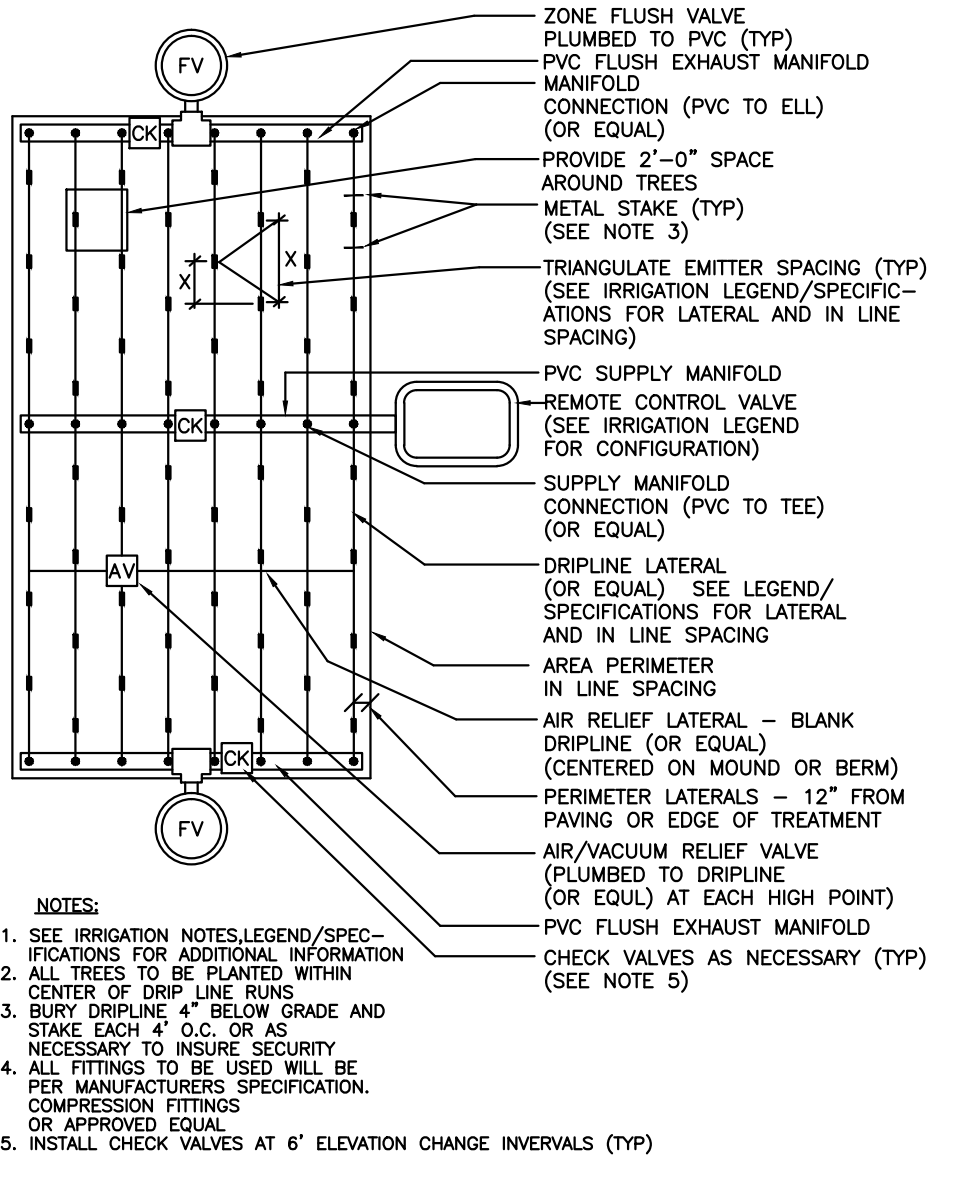 ZONE FLUSH VALVE
PLUMBED TO PVC (TYP)
PVC FLUSH EXHAUST MANIFOLD
MANIFOLD
CONNECTION (PVC TO ELL)
(OR EQUAL)
PROVIDE 2'-0" SPACE
AROUND TREES
METAL STAKE (TYP)
(SEE NOTE 3)
TRIANGULATE EMITTER SPACING (TYP)
(SEE IRRIGATION LEGEND/SPECIFIC-
ATIONS FOR LATERAL AND IN LINE
SPACING)
PVC SUPPLY MANIFOLD
REMOTE CONTROL VALVE
(SEE IRRIGATION LEGEND
FOR CONFIGURATION)
SUPPLY MANIFOLD
CONNECTION (PVC TO TEE)
(OR EQUAL)
DRIPLINE LATERAL
(OR EQUAL) SEE LEGEND/
SPECIFICATIONS FOR LATERAL
AND IN LINE SPACING
AREA PERIMETER
IN LINE SPACING
AIR RELIEF LATERAL - BLANK
DRIPLINE (OR EQUAL)
(CENTERED ON MOUND OR BERM)
PERIMETER LATERALS - 12" FROM
PAVING OR EDGE OF TREATMENT
AIR/VACUUM RELIEF VALVE
(PLUMBED TO DRIPLINE
(OR EQUL) AT EACH HIGH POINT)
PVC FLUSH EXHAUST MANIFOLD
CHECK VALVES AS NECESSARY (TYP)
(SEE NOTE 5)
FV
CK
X
X
CK
AV
CK
FV
NOTES:
1. SEE IRRIGATION NOTES,LEGEND/SPEC-
IFICATIONS FOR ADDITIONAL INFORMATION
2. ALL TREES TO BE PLANTED WITHIN
CENTER OF DRIP LINE RUNS
3. BURY DRIPLINE 4" BELOW GRADE AND
STAKE EACH 4' O.C. OR AS
NECESSARY TO INSURE SECURITY
4. ALL FITTINGS TO BE USED WILL BE
PER MANUFACTURERS SPECIFICATION.
COMPRESSION FITTINGS
OR APPROVED EQUAL
5. INSTALL CHECK VALVES AT 6' ELEVATION CHANGE INVERVALS (TYP)